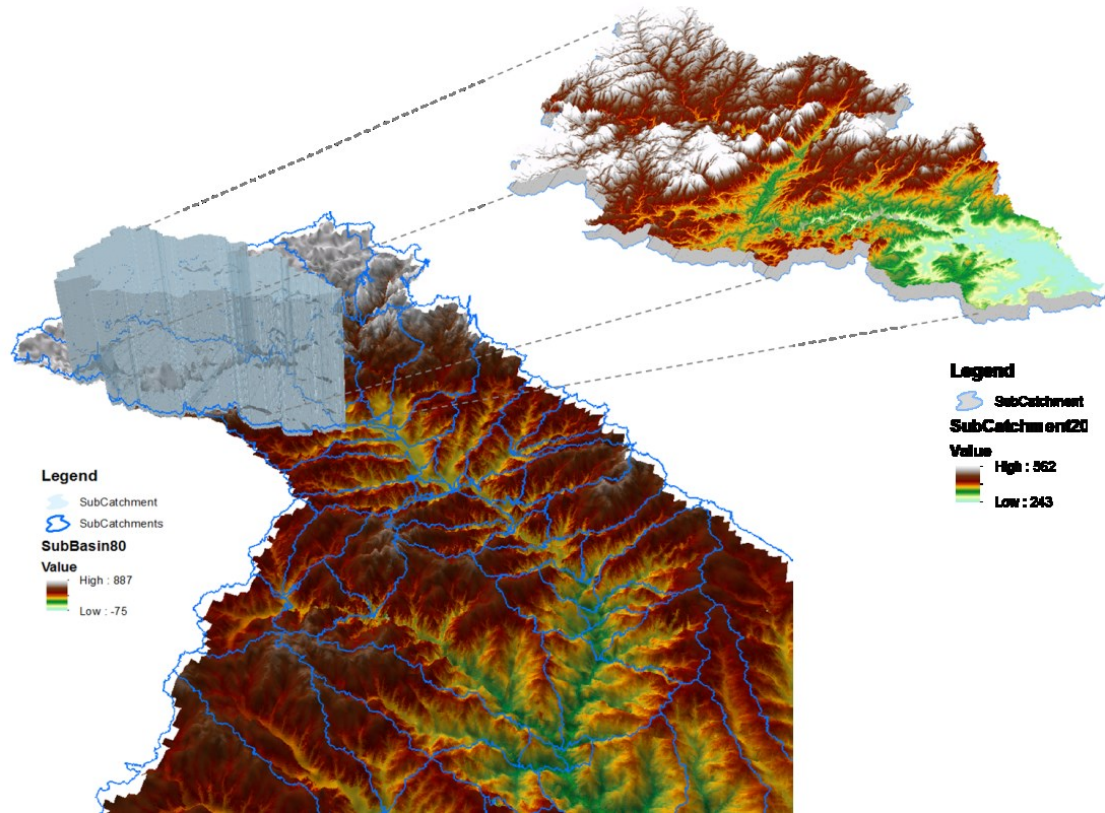 Legend
SubCatchment
SubCatchments
SubBasin80
Value
High : 887
Low : -75
Legend
SubCatchment
SubCatchment20
Value
High : 562
Low : 243